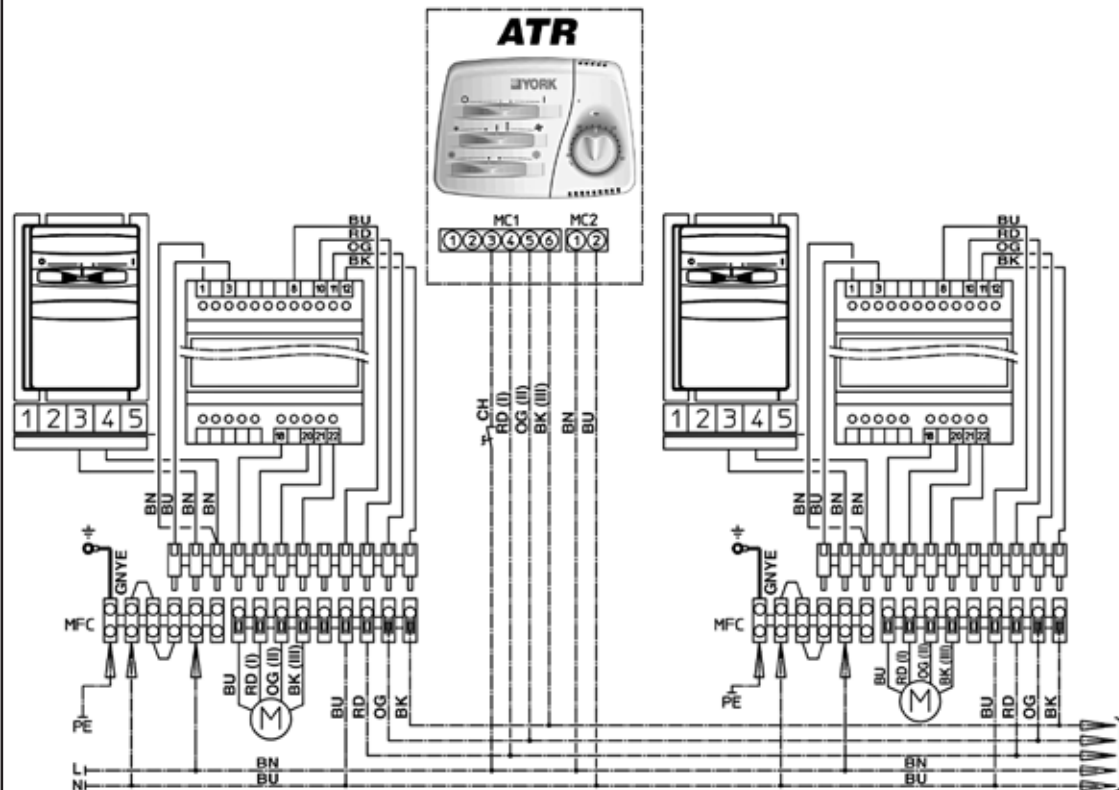 ATR
YORK
MC1 MC2
1 2 3 4 5 6 1 2
BU
RD
OG
BK
1 3 8 10 11 12
1 2 3 4 5
18 20 21 22
BN
BU
BN
BN
GNYE
MFC
PE
BU
RD (I)
OG (II)
BK (III)
M
BU
RD
OG
BK
CH
RD (I)
OG (II)
BK (III)
BN
BU
BU
RD
OG
BK
1 3 8 10 11 12
1 2 3 4 5
18 20 21 22
BN
BU
BN
BN
GNYE
MFC
PE
BU
RD (I)
OG (II)
BK (III)
M
BU
RD
OG
BK
L BN BN
N BU BU